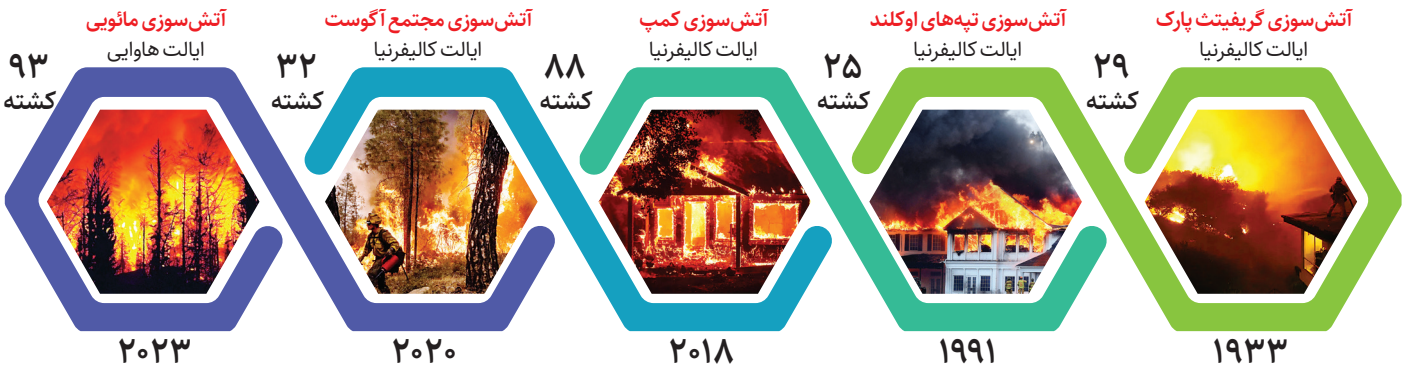 آتش‌سوزی گریفیتث پارک
ایالت کالیفرنیا
۲۹
کشته
۱۹۳۳
آتش‌سوزی تپه‌های اوکلند
ایالت کالیفرنیا
۲۵
کشته
۱۹۹۱
آتش‌سوزی کمپ
ایالت کالیفرنیا
۸۸
کشته
۲۰۱۸
آتش‌سوزی مجتمع آگوست
ایالت کالیفرنیا
۳۲
کشته
۲۰۲۰
آتش‌سوزی مائویی
ایالت هاوایی
۹۳
کشته
۲۰۲۳